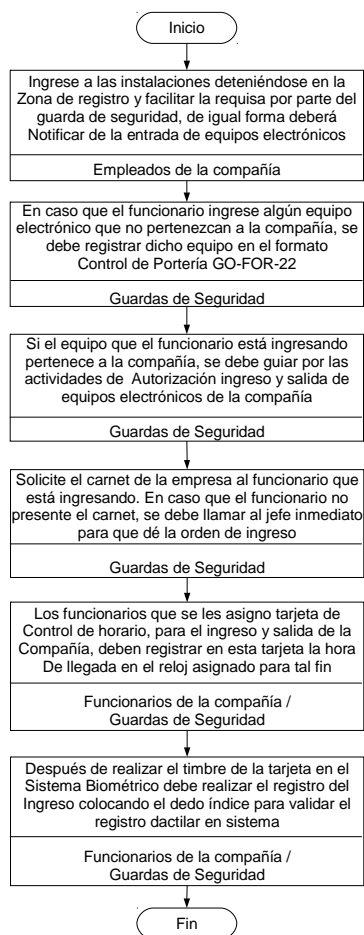 Inicio
Ingrese a las instalaciones deteniéndose en la
Zona de registro y facilitar la requisa por parte del
guarda de seguridad, de igual forma deberá
Notificar de la entrada de equipos electrónicos
Empleados de la compañía
En caso que el funcionario ingrese algún equipo
electrónico que no pertenezcan a la compañía, se
debe registrar dicho equipo en el formato
Control de Portería GO-FOR-22
Guardas de Seguridad
Si el equipo que el funcionario está ingresando
pertenece a la compañía, se debe guiar por las
actividades de Autorización ingreso y salida de
equipos electrónicos de la compañía
Guardas de Seguridad
Solicite el carnet de la empresa al funcionario que
está ingresando. En caso que el funcionario no
presente el carnet, se debe llamar al jefe inmediato
para que dé la orden de ingreso
Guardas de Seguridad
Los funcionarios que se les asigno tarjeta de
Control de horario, para el ingreso y salida de la
Compañía, deben registrar en esta tarjeta la hora
De llegada en el reloj asignado para tal fin
Funcionarios de la compañía /
Guardas de Seguridad
Después de realizar el timbre de la tarjeta en el
Sistema Biométrico debe realizar el registro del
Ingreso colocando el dedo índice para validar el
registro dactilar en sistema
Funcionarios de la compañía /
Guardas de Seguridad
Fin